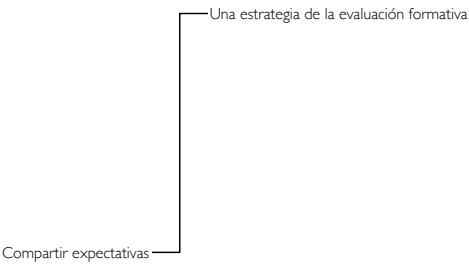 Una estrategia de la evaluación formativa
Compartir expectativas